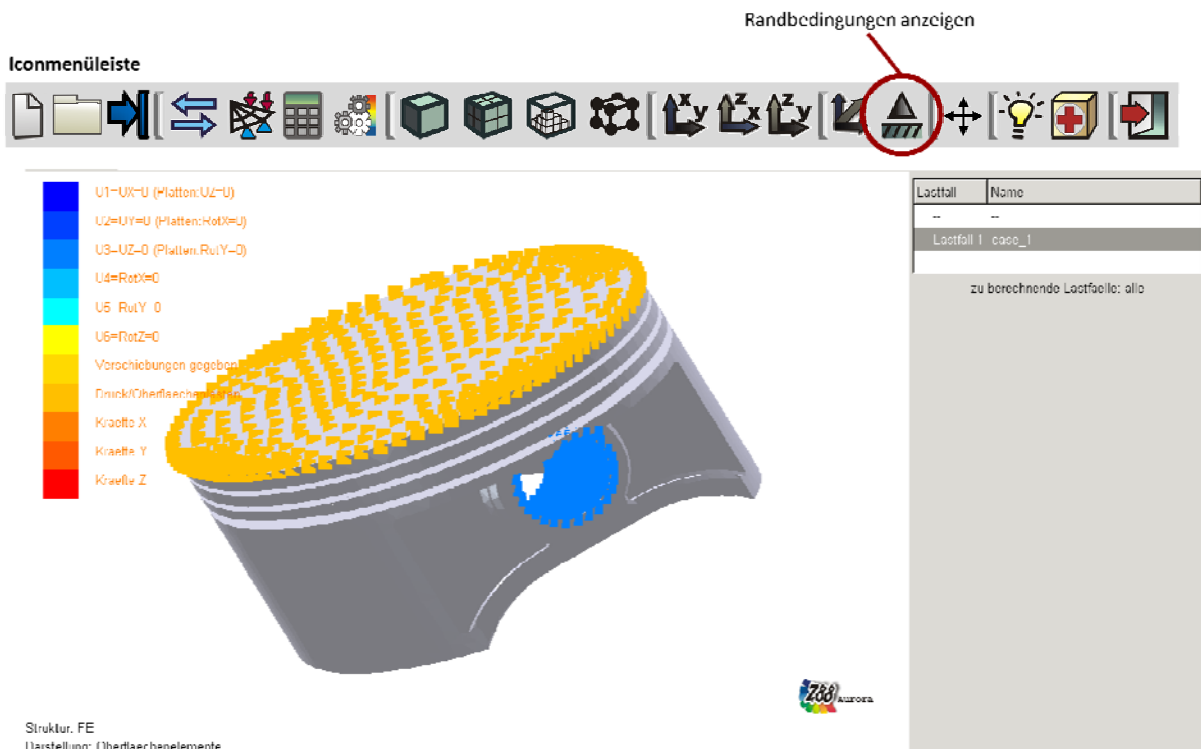 Randbedingungen anzeigen
Iconmenüleiste
x y
z x
z y
U1=UX=0 (Platten:UZ=0)
U2=UY=0 (Platten:RotX=0)
U3=UZ=0 (Platten:RotY=0)
U4=RotX=0
U5=RotY=0
U6=RotZ=0
Verschiebungen gegeben
Druck/Oberflaechenlasten
Kraefte X
Kraefte Y
Kraefte Z
Lastfall Name
-- --
Lastfall 1 case_1
zu berechnende Lastfaelle: alle
Z88 Aurora
Struktur: FE
Darstellung: Oberflaechenelemente